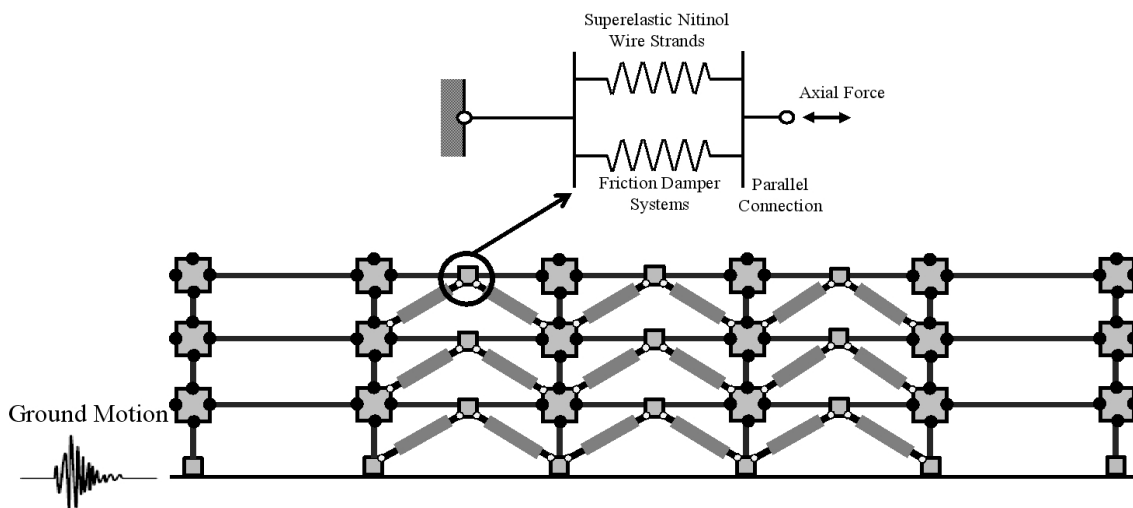 Superelastic Nitinol
Wire Strands
Axial Force
Friction Damper
Systems
Parallel
Connection
Ground Motion